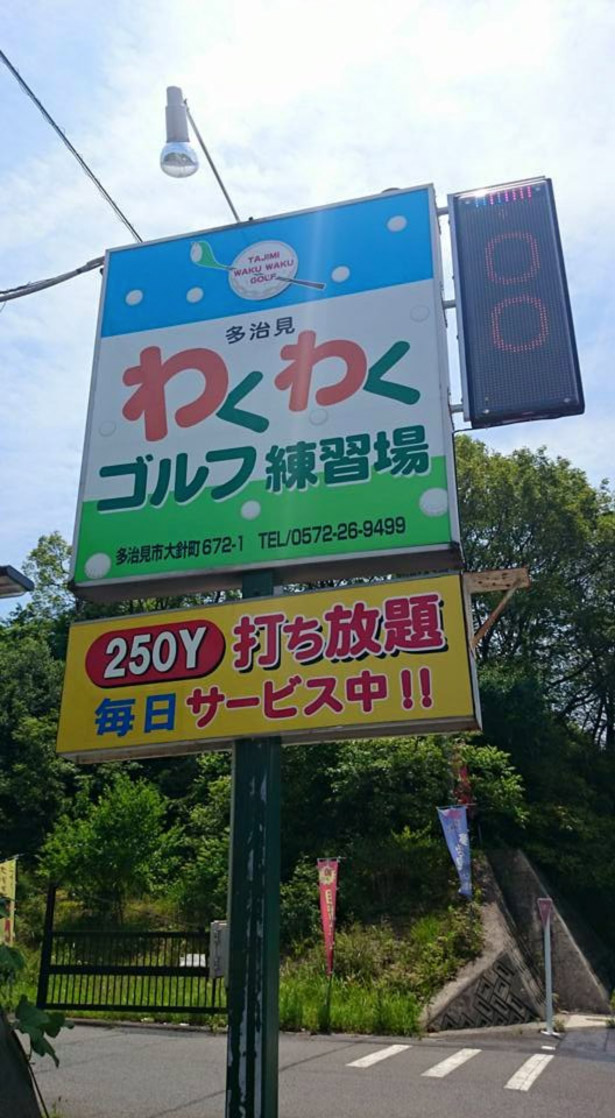 TAJIMI
WAKU WAKU
GOLF
多治見
わくわく
ゴルフ練習場
多治見市大針町672-1 TEL/0572-26-9499
250Y 打ち放題
毎日サービス中!!